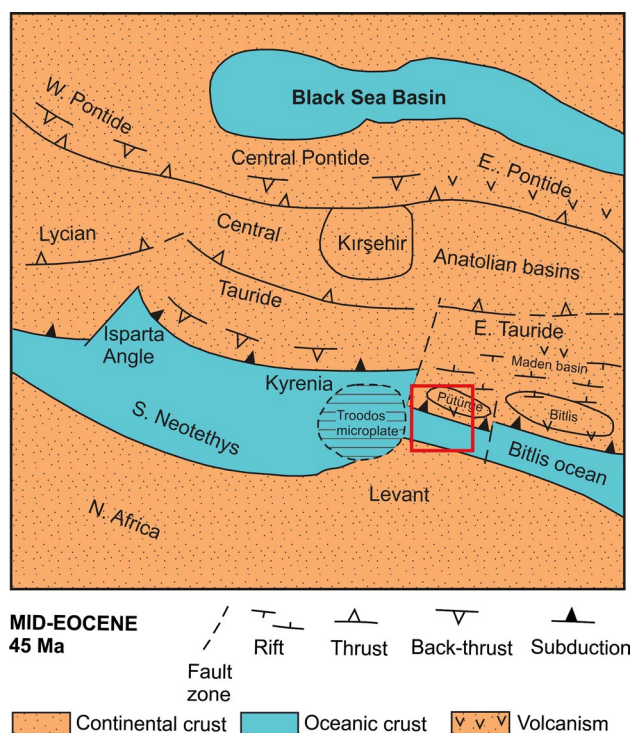 Black Sea Basin
W. Pontide
Central Pontide
E.. Pontide
Lycian
Central
Kırşehir
Anatolian basins
Tauride
E. Tauride
Isparta
Angle
Maden basin
Kyrenia
Pütürge
Bitlis
Troodos
microplate
S. Neotethys
Bitlis ocean
Levant
N. Africa
MID-EOCENE
45 Ma
Fault
zone
Rift
Thrust
Back-thrust
Subduction
Continental crust
Oceanic crust
Volcanism